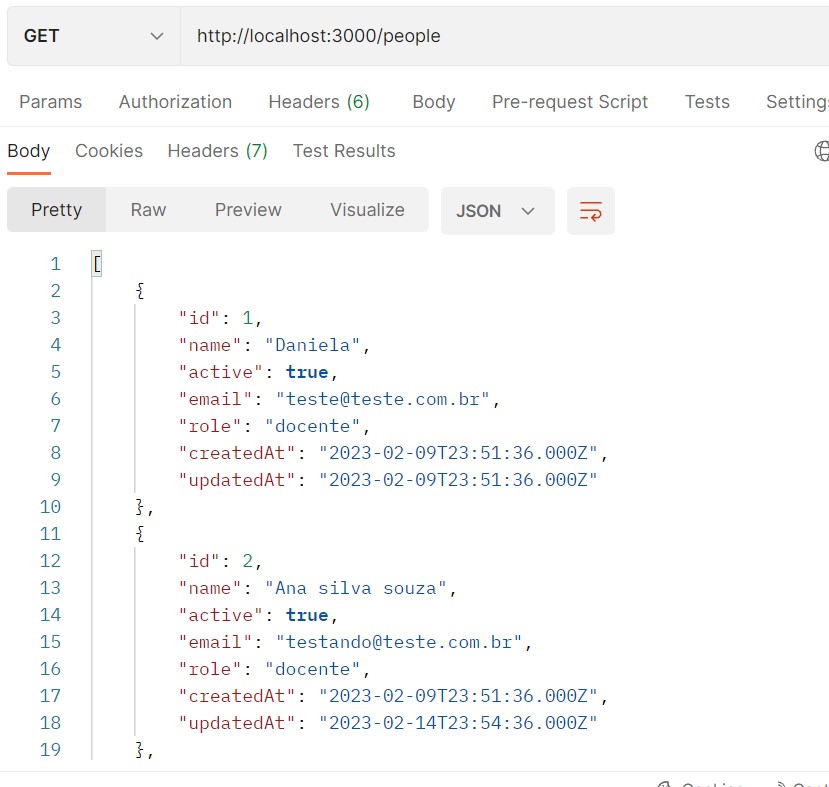 GET http://localhost:3000/people
Params Authorization Headers (6) Body Pre-request Script Tests Settings
Body Cookies Headers (7) Test Results
Pretty Raw Preview Visualize JSON
1 [
2 {
3 "id": 1,
4 "name": "Daniela",
5 "active": true,
6 "email": "teste@teste.com.br",
7 "role": "docente",
8 "createdAt": "2023-02-09T23:51:36.000Z",
9 "updatedAt": "2023-02-09T23:51:36.000Z"
10 },
11 {
12 "id": 2,
13 "name": "Ana silva souza",
14 "active": true,
15 "email": "testando@teste.com.br",
16 "role": "docente",
17 "createdAt": "2023-02-09T23:51:36.000Z",
18 "updatedAt": "2023-02-14T23:54:36.000Z"
19 },